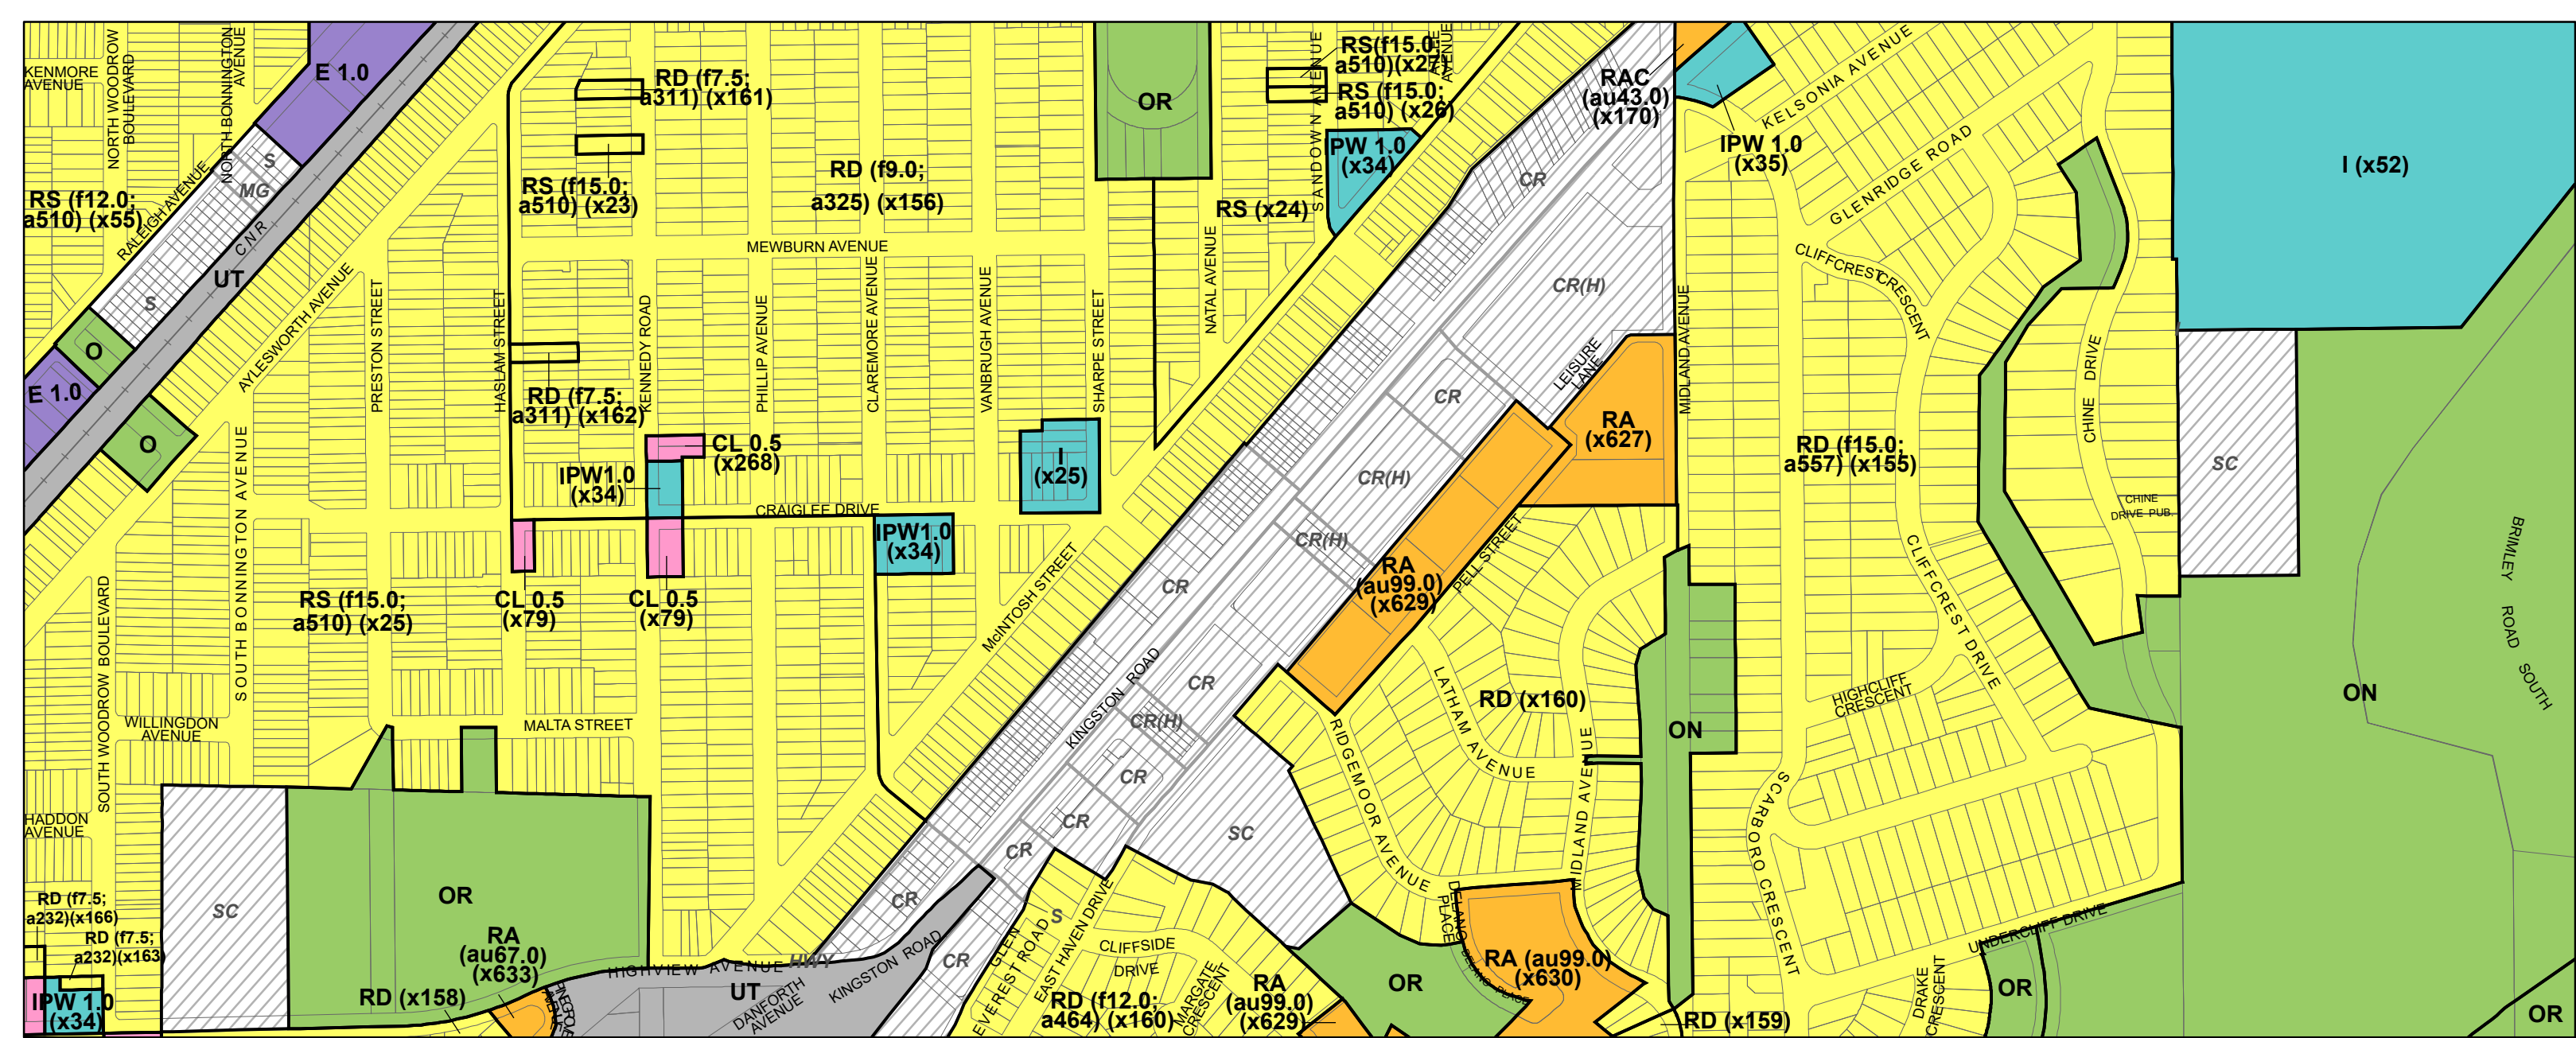 KENMORE
AVENUE
NORTH WOODROW
BOULEVARD
NORTH BONNINGTON
AVENUE
E 1.0
S
MG
RS (f12.0;
a510) (x55)
RALEIGH AVENUE
CNR
UT
S
O
E 1.0
O
AYLESWORTH AVENUE
PRESTON STREET
HASLAM STREET
SOUTH BONNINGTON AVENUE
SOUTH WOODROW BOULEVARD
WILLINGDON
AVENUE
HADDON
AVENUE
RD (f7.5;
a311) (x161)
RS (f15.0;
a510) (x23)
RD (f9.0;
a325) (x156)
MEWBURN AVENUE
KENNEDY ROAD
PHILLIP AVENUE
CLAREMORE AVENUE
VANBRUGH AVENUE
SHARPE STREET
NATAL AVENUE
SANDOWN AVENUE
AVENUE
OR
RS(f15.0;
a510)(x27)
RS (f15.0;
a510) (x26)
PW 1.0
(x34)
RS (x24)
RD (f7.5;
a311) (x162)
CL 0.5
(x268)
IPW1.0
(x34)
CRAIGLEE DRIVE
I
(x25)
IPW1.0
(x34)
CL 0.5
(x79)
CL 0.5
(x79)
RS (f15.0;
a510) (x25)
McINTOSH STREET
MALTA STREET
RAC
(au43.0)
(x170)
IPW 1.0
(x35)
KELSONIA AVENUE
GLENRIDGE ROAD
CLIFFCREST
CRESCENT
I (x52)
CR
CR(H)
LEISURE
LANE
MIDLAND AVENUE
CR
RA
(x627)
CR(H)
CR(H)
RA
(au99.0)
(x629)
PELL STREET
RD (f15.0;
a557) (x155)
CHINE DRIVE
CHINE
DRIVE PUB.
SC
BRIMLEY ROAD SOUTH
CLIFFCREST DRIVE
HIGHCLIFF
CRESCENT
ON
ON
CR
KINGSTON ROAD
CR
CR(H)
CR
CR
CR
SC
RD (x160)
LATHAM AVENUE
RIDGEMOOR AVENUE
MIDLAND AVENUE
SCARBORO CRESCENT
SC
OR
RD (f7.5;
a232)(x166)
RD (f7.5;
a232)(x163)
IPW 1.0
(x34)
RA
(au67.0)
(x633)
RD (x158)
PINEGROVE
AVENUE
HIGHVIEW AVENUE
HWY
CR
KINGSTON ROAD
UT
DANFORTH
AVENUE
CR
S
GLEN
EVEREST ROAD
EAST HAVEN DRIVE
CLIFFSIDE
DRIVE
MARGATE
CRESCENT
RD (f12.0;
a464) (x160)
RA
(au99.0)
(x629)
OR
DELANO
PLACE
DELANO PLACE
RA (au99.0)
(x630)
RD (x159)
UNDERCLIFF DRIVE
DRAKE
CRESCENT
OR
OR